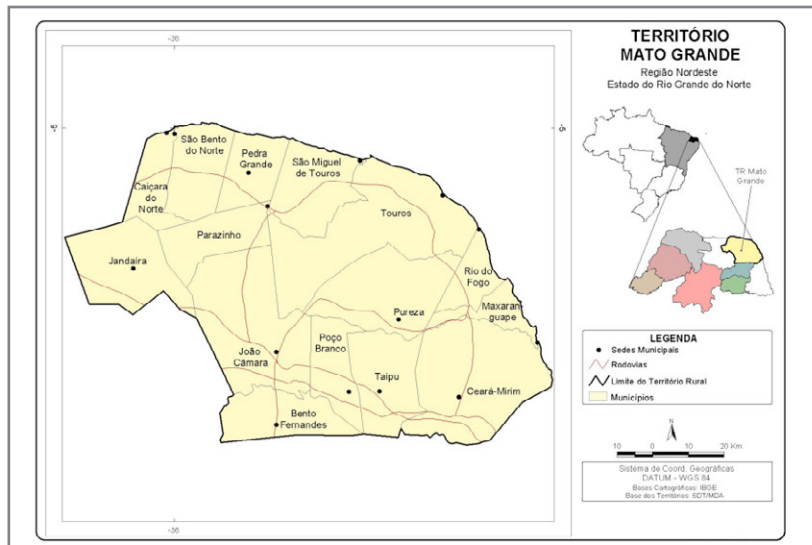 TERRITÓRIO
MATO GRANDE
Região Nordeste
Estado do Rio Grande do Norte
-36
-5
-5
São Bento
do Norte
Pedra
Grande
São Miguel
de Touros
Caiçara
do Norte
Touros
Parazinho
Jandaíra
Rio do
Fogo
Maxaran-
guape
Pureza
Poço
Branco
João
Câmara
Taipu
Ceará-Mirim
Bento
Fernandes
-36
TR Mato
Grande
LEGENDA
Sedes Municipais
Rodovias
Limite do Território Rural
Municípios
N
10 0 10 20 Km
Sistema de Coord. Geográficas
DATUM - WGS 84
Bases Cartográficas: IBGE
Base dos Territórios: SDT/MDA